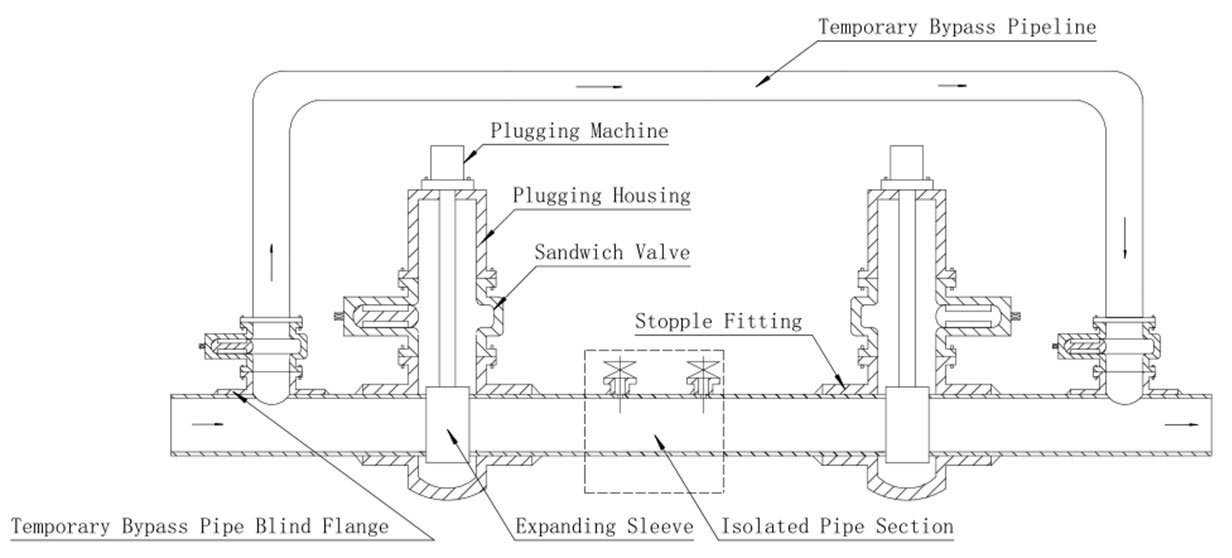 Temporary Bypass Pipeline
Plugging Machine
Plugging Housing
Sandwich Valve
Stopple Fitting
Temporary Bypass Pipe Blind Flange
Expanding Sleeve
Isolated Pipe Section